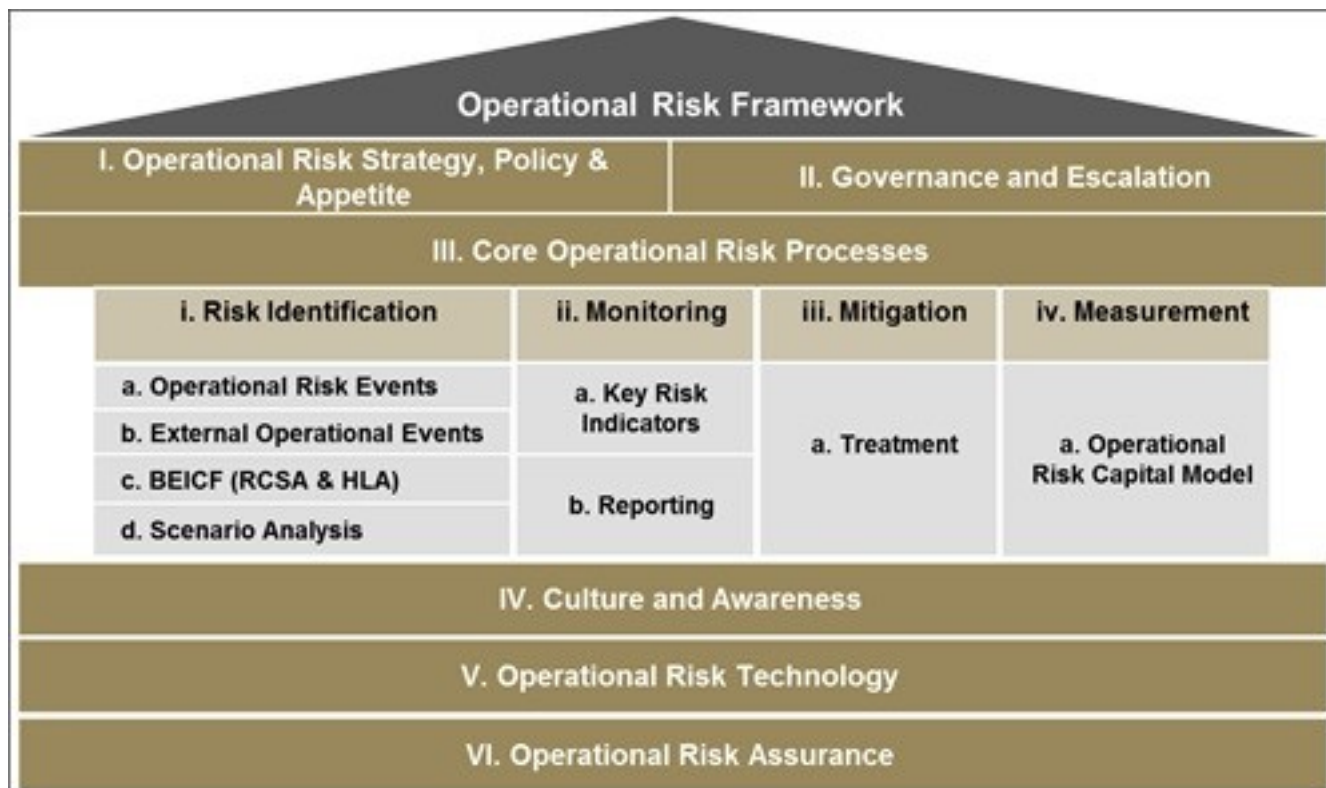 Operational Risk Framework
I. Operational Risk Strategy, Policy &
Appetite
II. Governance and Escalation
III. Core Operational Risk Processes
i. Risk Identification
ii. Monitoring
iii. Mitigation
iv. Measurement
a. Operational Risk Events
b. External Operational Events
c. BEICF (RCSA & HLA)
d. Scenario Analysis
a. Key Risk
Indicators
b. Reporting
a. Treatment
a. Operational
Risk Capital Model
IV. Culture and Awareness
V. Operational Risk Technology
VI. Operational Risk Assurance